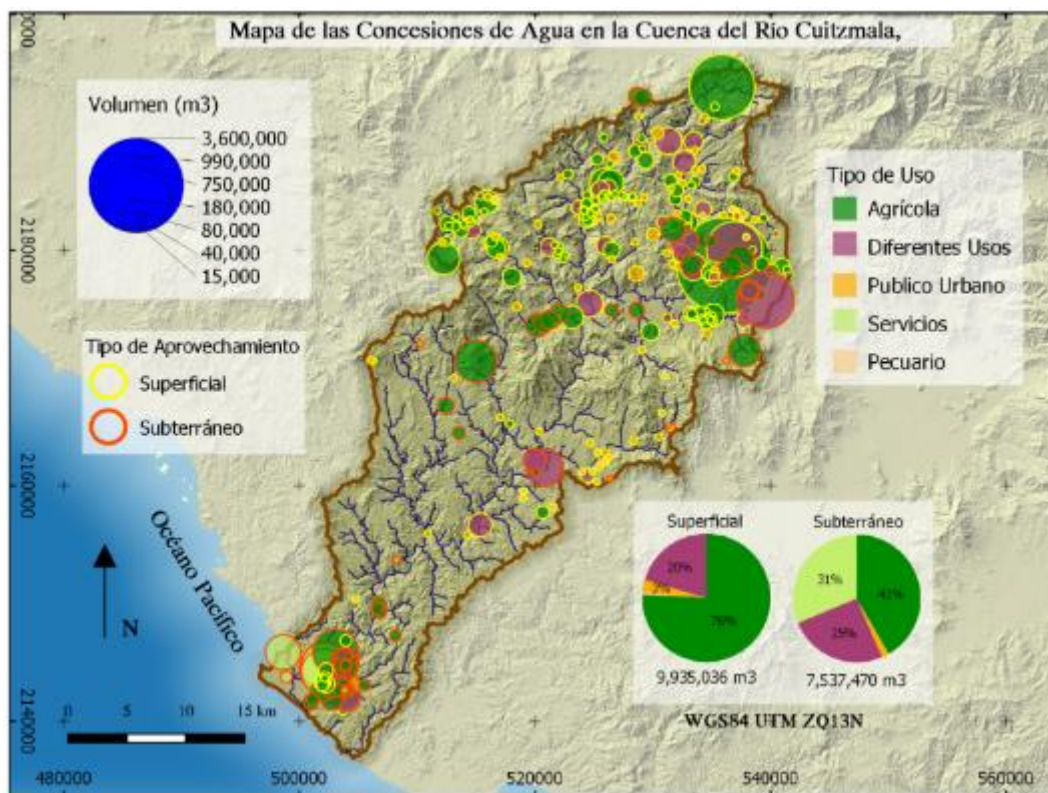 Mapa de las Concesiones de Agua en la Cuenca del Río Cuitzmala,
Volumen (m3)
3,600,000
990,000
750,000
180,000
80,000
40,000
15,000
Tipo de Aprovechamiento
Superficial
Subterráneo
Tipo de Uso
Agrícola
Diferentes Usos
Publico Urbano
Servicios
Pecuario
2180000
2160000
2140000
Océano Pacífico
N
0 5 10 15 km
Superficial
20%
76%
9,935,036 m3
Subterráneo
31%
41%
25%
7,537,470 m3
WGS84 UTM ZQ13N
480000 500000 520000 540000 560000